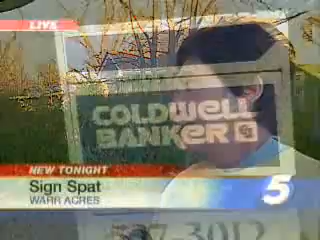 LIVE
COLDWELL
BANKER
NEW TONIGHT
Sign Spat
WARR ACRES
5